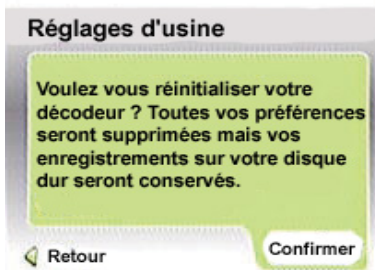 Réglages d'usine
Voulez vous réinitialiser votre
décodeur ? Toutes vos préférences
seront supprimées mais vos
enregistrements sur votre disque
dur seront conservés.
Retour
Confirmer